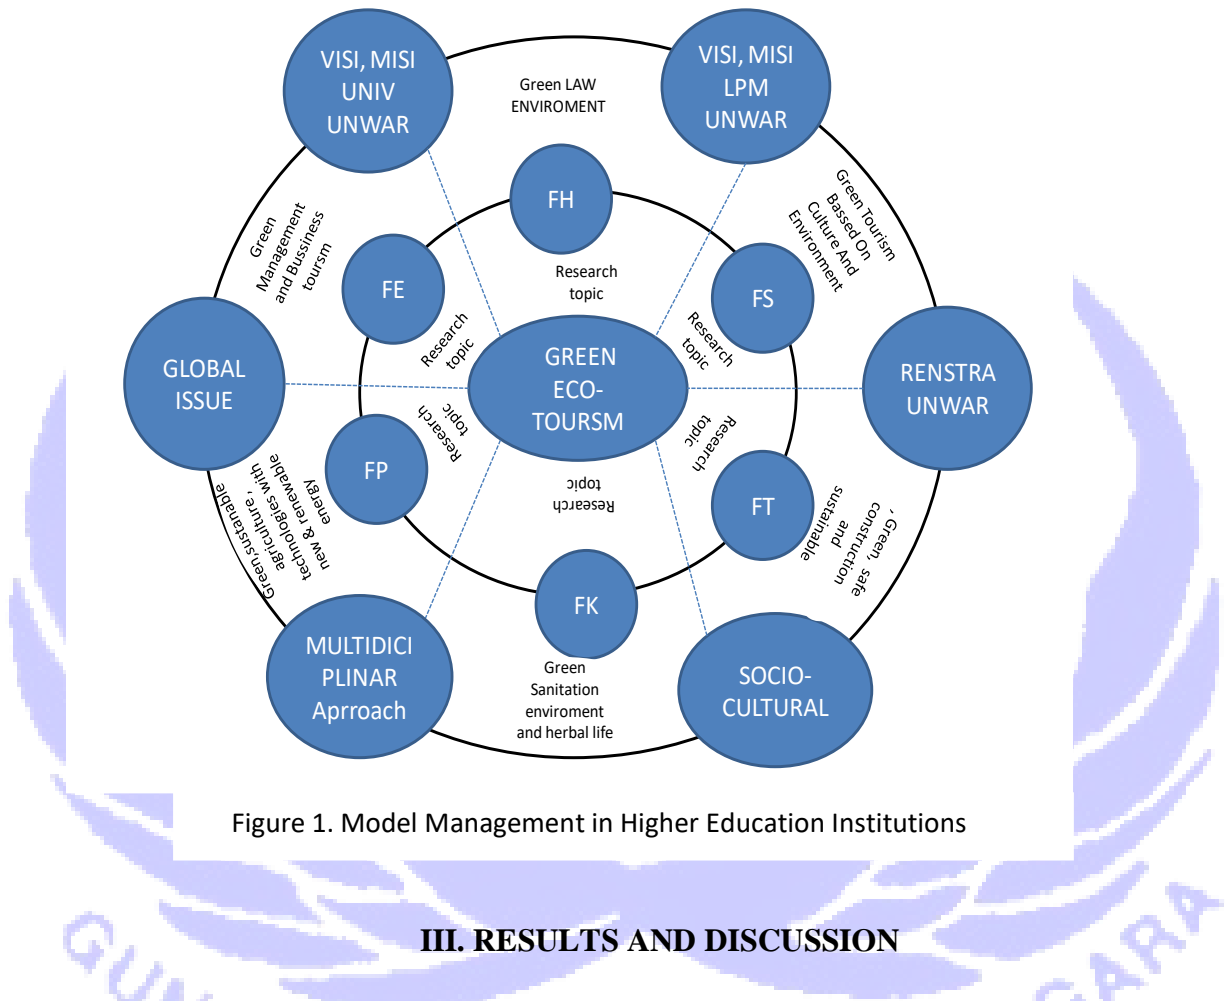 VISI, MISI
UNIV
UNWAR
VISI, MISI
LPM
UNWAR
Green LAW
ENVIROMENT
FH
Green
Management
and Bussiness
toursm
Green Tourism
Bassed On
Culture And
Environment
FE
FS
Research
topic
Research
topic
Research
topic
GLOBAL
ISSUE
GREEN
ECO-
TOURSM
RENSTRA
UNWAR
Research
topic
Research
topic
Research
topic
FP
FT
Green,sustanable
agriculture ,
technologies with
new & renewable
energy
, Green, safe
construction
and
sustainable
FK
MULTIDICI
PLINAR
Aprroach
Green
Sanitation
enviroment
and herbal life
SOCIO-
CULTURAL
Figure 1. Model Management in Higher Education Institutions
III. RESULTS AND DISCUSSION
GUN
GARA